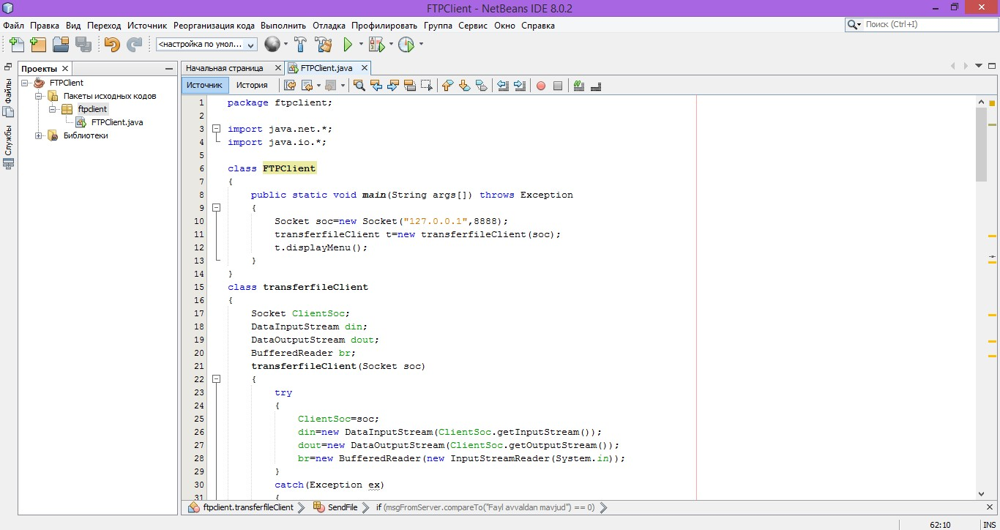 FTPClient - NetBeans IDE 8.0.2
Файл Правка Вид Переход Источник Реорганизация кода Выполнить Отладка Профилировать Группа Сервис Окно Справка
Поиск (Ctrl+I)
<настройка по умол...
Проекты
Начальная страница
FTPClient.java
Файлы
Службы
FTPClient
Пакеты исходных кодов
ftpclient
FTPClient.java
Библиотеки
Источник История
1 package ftpclient;
2
3 import java.net.*;
4 import java.io.*;
5
6 class FTPClient
7 {
8 public static void main(String args[]) throws Exception
9 {
10 Socket soc=new Socket("127.0.0.1",8888);
11 transferfileClient t=new transferfileClient(soc);
12 t.displayMenu();
13 }
14 }
15 class transferfileClient
16 {
17 Socket ClientSoc;
18 DataInputStream din;
19 DataOutputStream dout;
20 BufferedReader br;
21 transferfileClient(Socket soc)
22 {
23 try
24 {
25 ClientSoc=soc;
26 din=new DataInputStream(ClientSoc.getInputStream());
27 dout=new DataOutputStream(ClientSoc.getOutputStream());
28 br=new BufferedReader(new InputStreamReader(System.in));
29 }
30 catch(Exception ex)
31 {
ftpclient.transferfileClient SendFile if (msgFromServer.compareTo("Fayl avvaldan mavjud") == 0)
62:10 INS